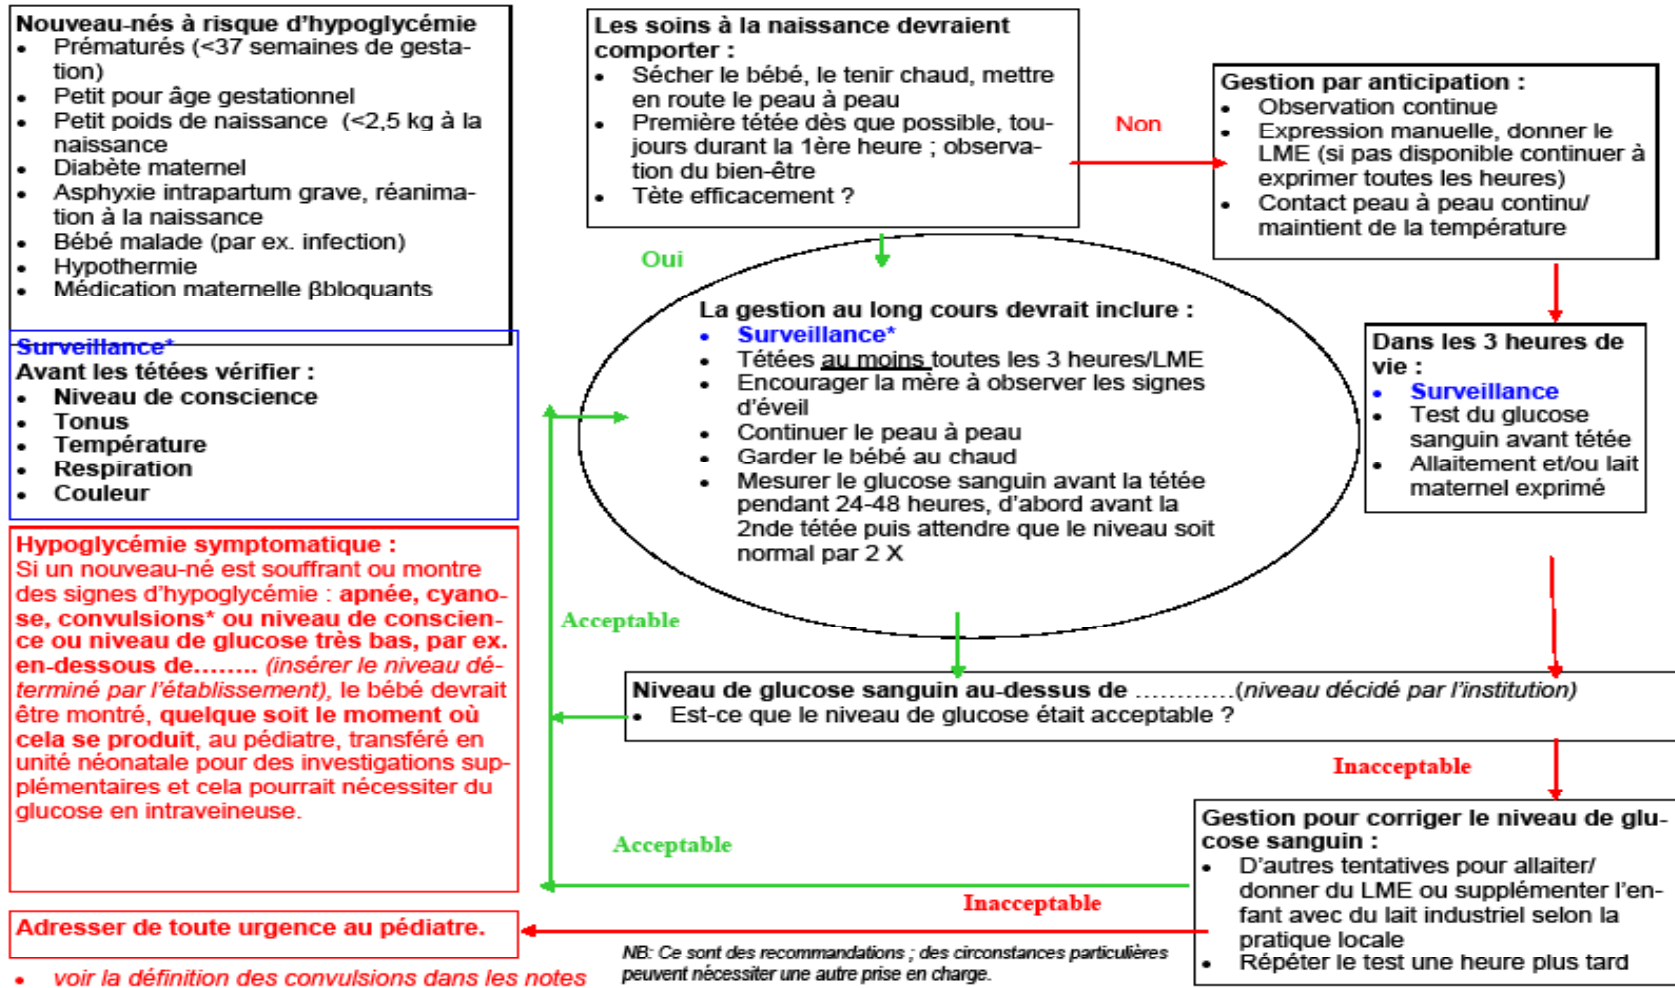 Nouveau-nés à risque d'hypoglycémie
• Prématurés (<37 semaines de gesta-
tion)
• Petit pour âge gestationnel
• Petit poids de naissance (<2,5 kg à la
naissance
• Diabète maternel
• Asphyxie intrapartum grave, réanima-
tion à la naissance
• Bébé malade (par ex. infection)
• Hypothermie
• Médication maternelle βbloquants
Surveillance*
Avant les tétées vérifier :
• Niveau de conscience
• Tonus
• Température
• Respiration
• Couleur
Hypoglycémie symptomatique :
Si un nouveau-né est souffrant ou montre
des signes d'hypoglycémie : apnée, cyano-
se, convulsions* ou niveau de conscien-
ce ou niveau de glucose très bas, par ex.
en-dessous de........ (insérer le niveau dé-
terminé par l'établissement), le bébé devrait
être montré, quelque soit le moment où
cela se produit, au pédiatre, transféré en
unité néonatale pour des investigations sup-
plémentaires et cela pourrait nécessiter du
glucose en intraveineuse.
Adresser de toute urgence au pédiatre.
• voir la définition des convulsions dans les notes
Les soins à la naissance devraient
comporter :
• Sécher le bébé, le tenir chaud, mettre
en route le peau à peau
• Première tétée dès que possible, tou-
jours durant la 1ère heure ; observa-
tion du bien-être
• Tète efficacement ?
Non
Oui
Gestion par anticipation :
• Observation continue
• Expression manuelle, donner le
LME (si pas disponible continuer à
exprimer toutes les heures)
• Contact peau à peau continu/
maintient de la température
La gestion au long cours devrait inclure :
• Surveillance*
• Tétées au moins toutes les 3 heures/LME
• Encourager la mère à observer les signes
d'éveil
• Continuer le peau à peau
• Garder le bébé au chaud
• Mesurer le glucose sanguin avant la tétée
pendant 24-48 heures, d'abord avant la
2nde tétée puis attendre que le niveau soit
normal par 2 X
Dans les 3 heures de
vie :
• Surveillance
• Test du glucose
sanguin avant tétée
• Allaitement et/ou lait
maternel exprimé
Acceptable
Niveau de glucose sanguin au-dessus de ............(niveau décidé par l'institution)
• Est-ce que le niveau de glucose était acceptable ?
Inacceptable
Gestion pour corriger le niveau de glu-
cose sanguin :
• D'autres tentatives pour allaiter/
donner du LME ou supplémenter l'en-
fant avec du lait industriel selon la
pratique locale
• Répéter le test une heure plus tard
Acceptable
Inacceptable
NB: Ce sont des recommandations ; des circonstances particulières
peuvent nécessiter une autre prise en charge.